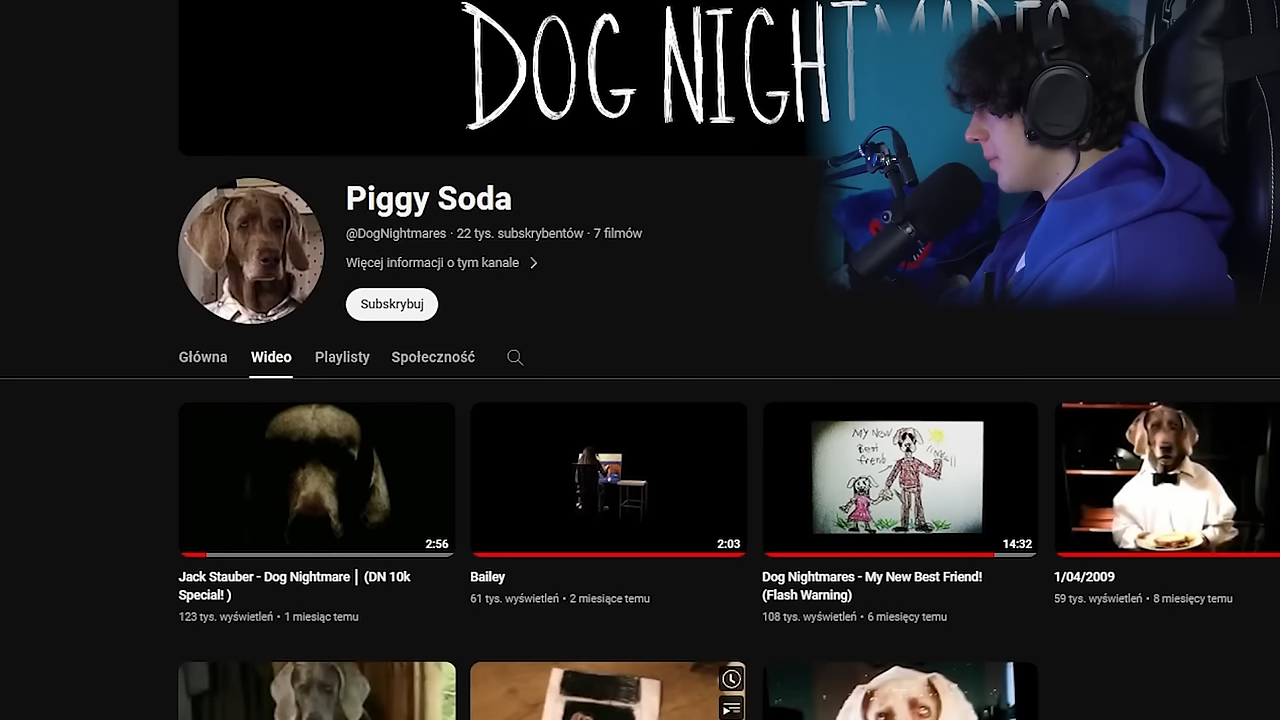 DOG NIGHTMARES
Piggy Soda
@DogNightmares · 22 tys. subskrybentów · 7 filmów
Więcej informacji o tym kanale
Subskrybuj
Główna Wideo Playlisty Społeczność
MY NEW
Best
frend
2:56
2:03
14:32
Jack Stauber - Dog Nightmare | (DN 10k
Special! )
123 tys. wyświetleń • 1 miesiąc temu
Bailey
61 tys. wyświetleń • 2 miesiące temu
Dog Nightmares - My New Best Friend!
(Flash Warning)
108 tys. wyświetleń • 6 miesięcy temu
1/04/2009
59 tys. wyświetleń • 8 miesięcy temu